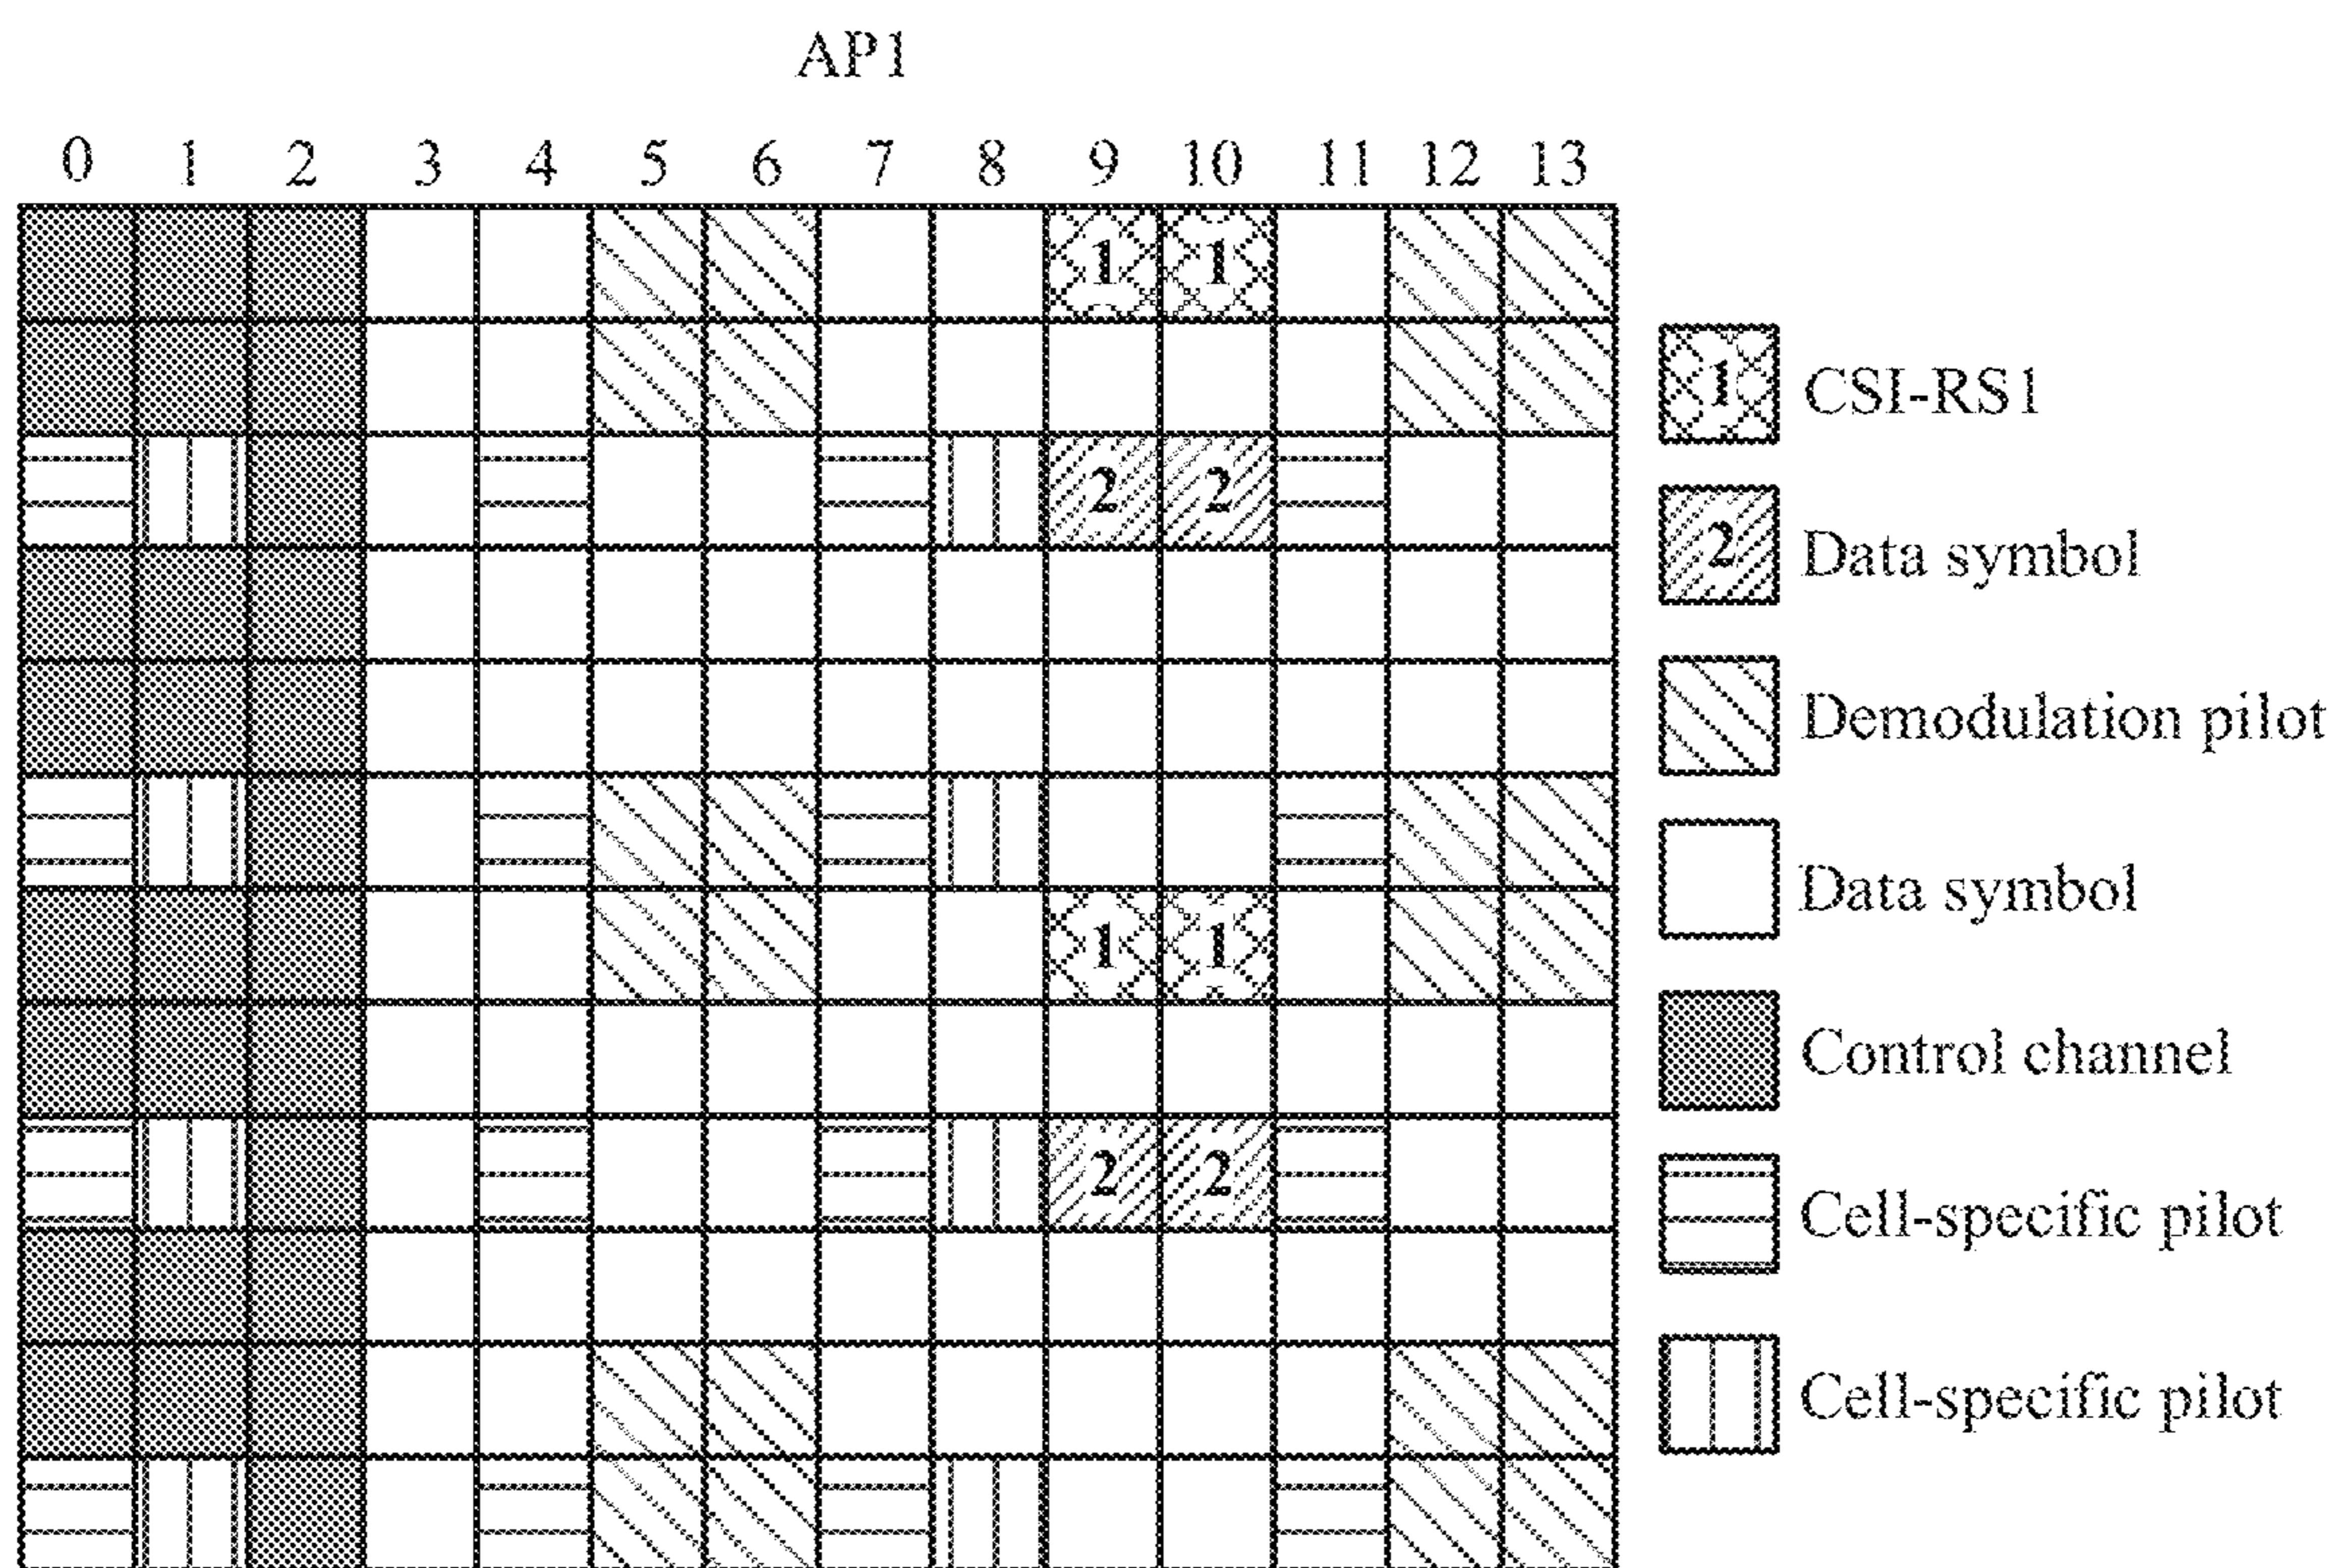 AP1
0 1 2 3 4 5 6 7 8 9 10 11 12 13
1 1
2 2
1 1
2 2
1 CSI-RS1
2 Data symbol
Demodulation pilot
Data symbol
Control channel
Cell-specific pilot
Cell-specific pilot